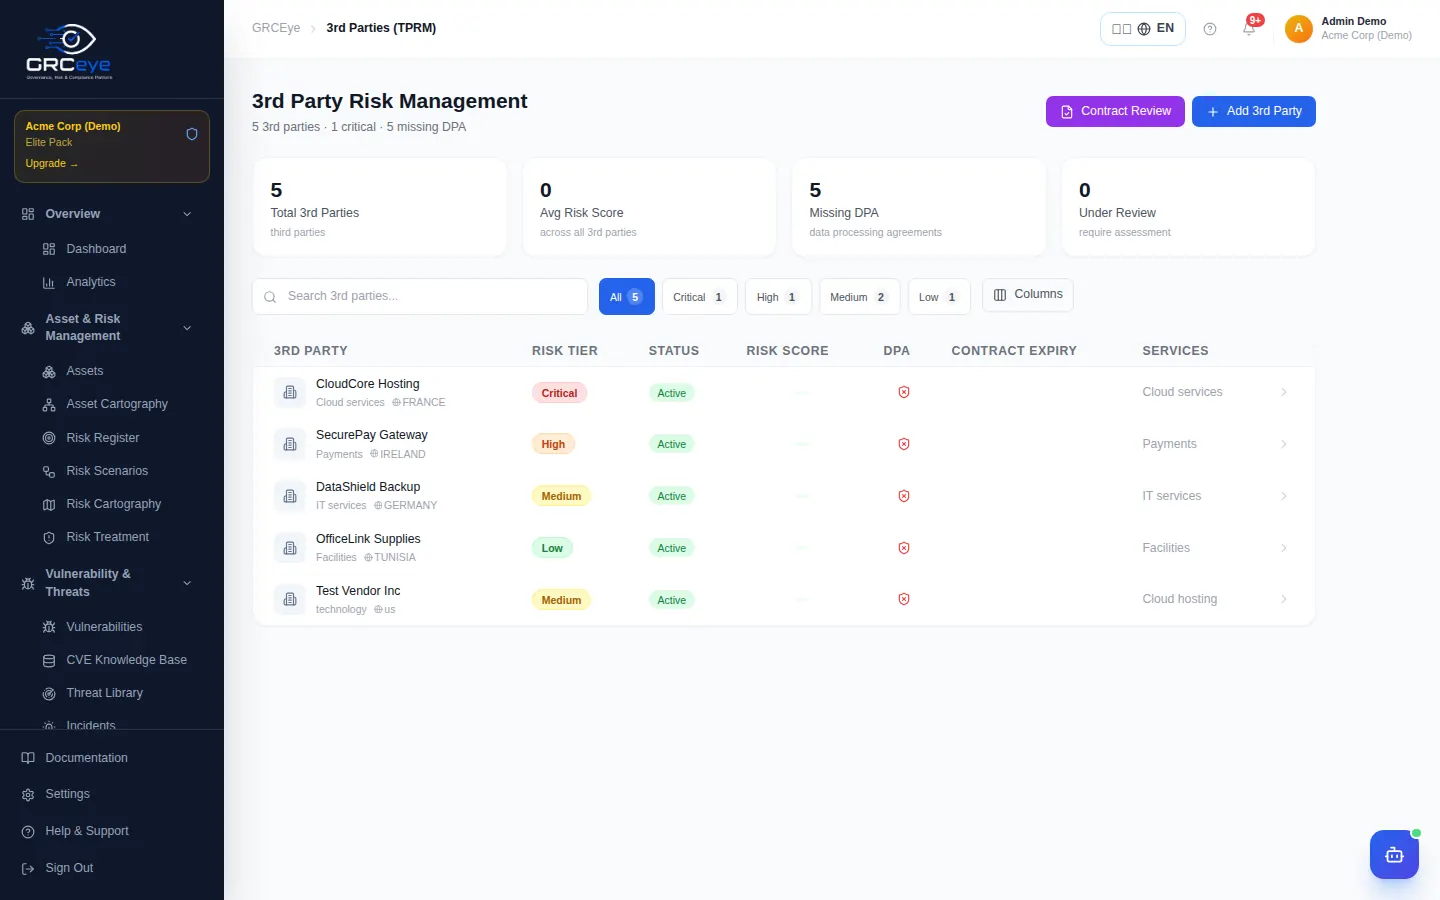 GRCeye
Governance, Risk & Compliance Platform
Acme Corp (Demo)
Elite Pack
Upgrade →
Overview
Dashboard
Analytics
Asset & Risk
Management
Assets
Asset Cartography
Risk Register
Risk Scenarios
Risk Cartography
Risk Treatment
Vulnerability &
Threats
Vulnerabilities
CVE Knowledge Base
Threat Library
Incidents
Documentation
Settings
Help & Support
Sign Out
GRCEye
3rd Parties (TPRM)
EN
9+
A
Admin Demo
Acme Corp (Demo)
3rd Party Risk Management
5 3rd parties · 1 critical · 5 missing DPA
Contract Review
Add 3rd Party
5
Total 3rd Parties
third parties
0
Avg Risk Score
across all 3rd parties
5
Missing DPA
data processing agreements
0
Under Review
require assessment
Search 3rd parties...
All 5
Critical 1
High 1
Medium 2
Low 1
Columns
3RD PARTY RISK TIER STATUS RISK SCORE DPA CONTRACT EXPIRY SERVICES
CloudCore Hosting
Cloud services FRANCE
Critical
Active
Cloud services
SecurePay Gateway
Payments IRELAND
High
Active
Payments
DataShield Backup
IT services GERMANY
Medium
Active
IT services
OfficeLink Supplies
Facilities TUNISIA
Low
Active
Facilities
Test Vendor Inc
technology us
Medium
Active
Cloud hosting